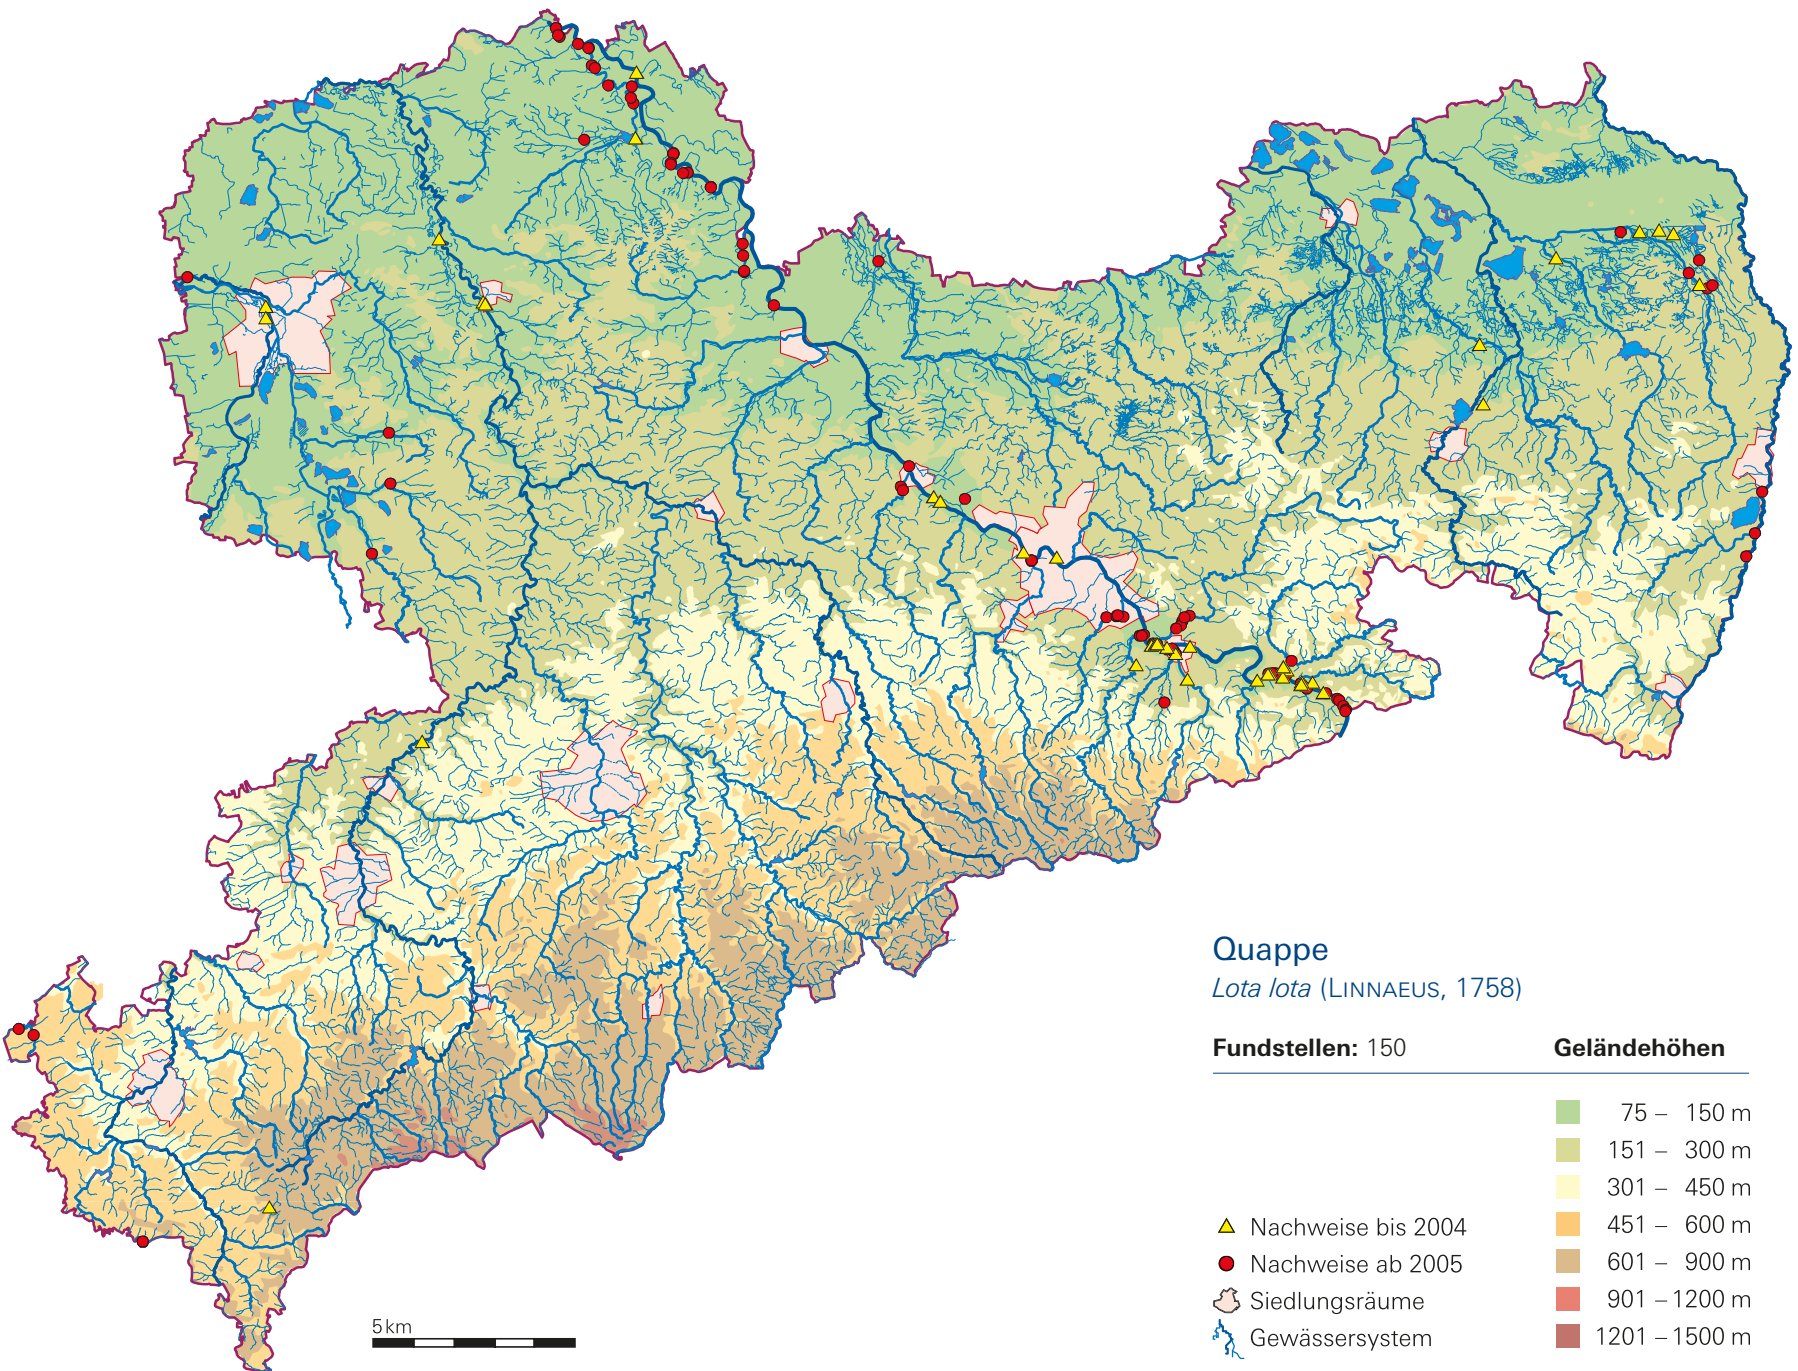 Quappe
Lota lota (LINNAEUS, 1758)
Fundstellen: 150
Geländehöhen
75 – 150 m
151 – 300 m
301 – 450 m
451 – 600 m
601 – 900 m
901 – 1200 m
1201 – 1500 m
Nachweise bis 2004
Nachweise ab 2005
Siedlungsräume
Gewässersystem
5 km